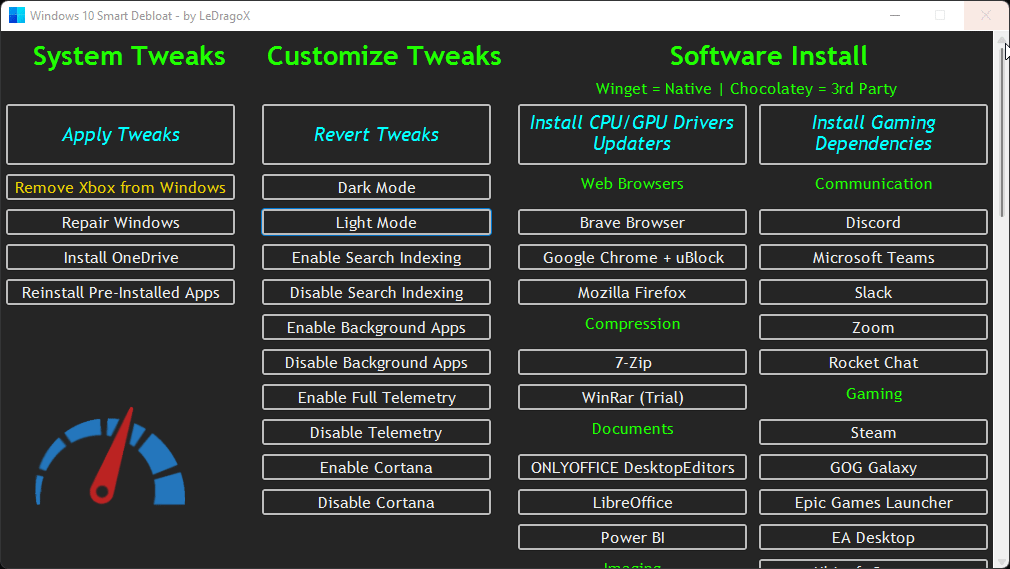 Windows 10 Smart Debloat - by LeDragoX
System Tweaks
Apply Tweaks
Remove Xbox from Windows
Repair Windows
Install OneDrive
Reinstall Pre-Installed Apps
Customize Tweaks
Revert Tweaks
Dark Mode
Light Mode
Enable Search Indexing
Disable Search Indexing
Enable Background Apps
Disable Background Apps
Enable Full Telemetry
Disable Telemetry
Enable Cortana
Disable Cortana
Software Install
Winget = Native | Chocolatey = 3rd Party
Install CPU/GPU Drivers
Updaters
Web Browsers
Brave Browser
Google Chrome + uBlock
Mozilla Firefox
Compression
7-Zip
WinRar (Trial)
Documents
ONLYOFFICE DesktopEditors
LibreOffice
Power BI
Install Gaming
Dependencies
Communication
Discord
Microsoft Teams
Slack
Zoom
Rocket Chat
Gaming
Steam
GOG Galaxy
Epic Games Launcher
EA Desktop